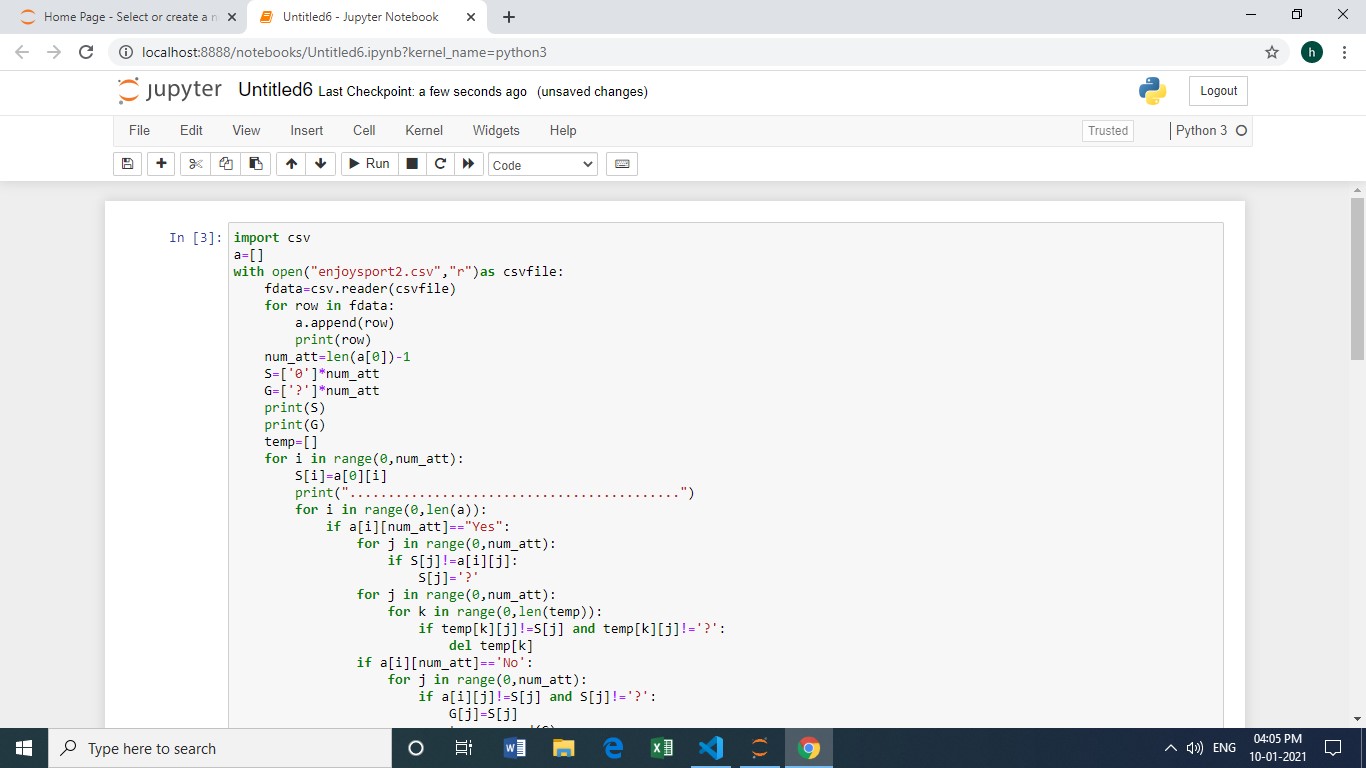 Home Page - Select or create a n
Untitled6 - Jupyter Notebook
localhost:8888/notebooks/Untitled6.ipynb?kernel_name=python3
h
jupyter Untitled6 Last Checkpoint: a few seconds ago (unsaved changes)
Logout
File Edit View Insert Cell Kernel Widgets Help
Trusted
Python 3
Run
Code
In [3]:
import csv
a=[]
with open("enjoysport2.csv","r")as csvfile:
    fdata=csv.reader(csvfile)
    for row in fdata:
        a.append(row)
        print(row)
    num_att=len(a[0])-1
    S=['0']*num_att
    G=['?']*num_att
    print(S)
    print(G)
    temp=[]
    for i in range(0,num_att):
        S[i]=a[0][i]
        print("...........................................")
        for i in range(0,len(a)):
            if a[i][num_att]=="Yes":
                for j in range(0,num_att):
                    if S[j]!=a[i][j]:
                        S[j]='?'
                for j in range(0,num_att):
                    for k in range(0,len(temp)):
                        if temp[k][j]!=S[j] and temp[k][j]!='?':
                            del temp[k]
                if a[i][num_att]=='No':
                    for j in range(0,num_att):
                        if a[i][j]!=S[j] and S[j]!='?':
                            G[j]=S[j]
Type here to search
ENG
04:05 PM
10-01-2021